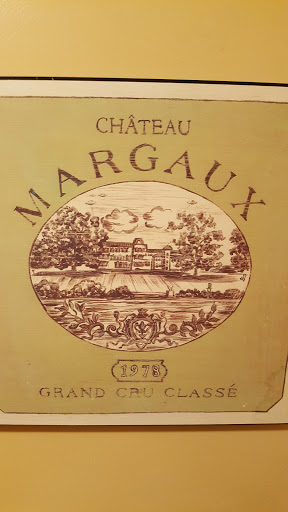 CHÂTEAU
MARGAUX
1978
GRAND CRU CLASSÉ